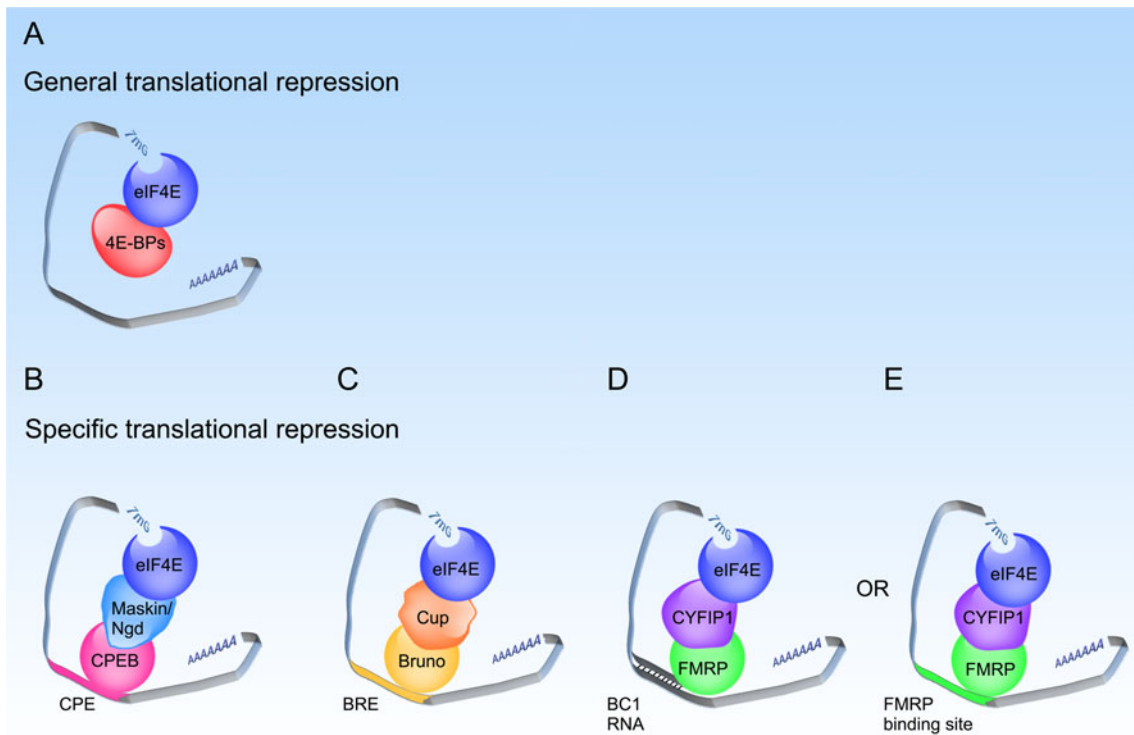 A
General translational repression
7mG
eIF4E
4E-BPs
AAAAAAA
B
C
D
E
Specific translational repression
7mG
eIF4E
Maskin/
Ngd
CPEB
AAAAAAA
CPE
7mG
eIF4E
Cup
Bruno
AAAAAAA
BRE
7mG
eIF4E
CYFIP1
FMRP
AAAAAAA
BC1
RNA
OR
7mG
eIF4E
CYFIP1
FMRP
AAAAAAA
FMRP
binding site